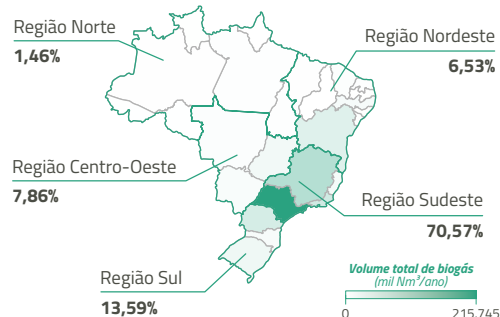 Região Norte
1,46%
Região Nordeste
6,53%
Região Centro-Oeste
7,86%
Região Sudeste
70,57%
Região Sul
13,59%
Volume total de biogás
(mil Nm³/ano)
0 215.745